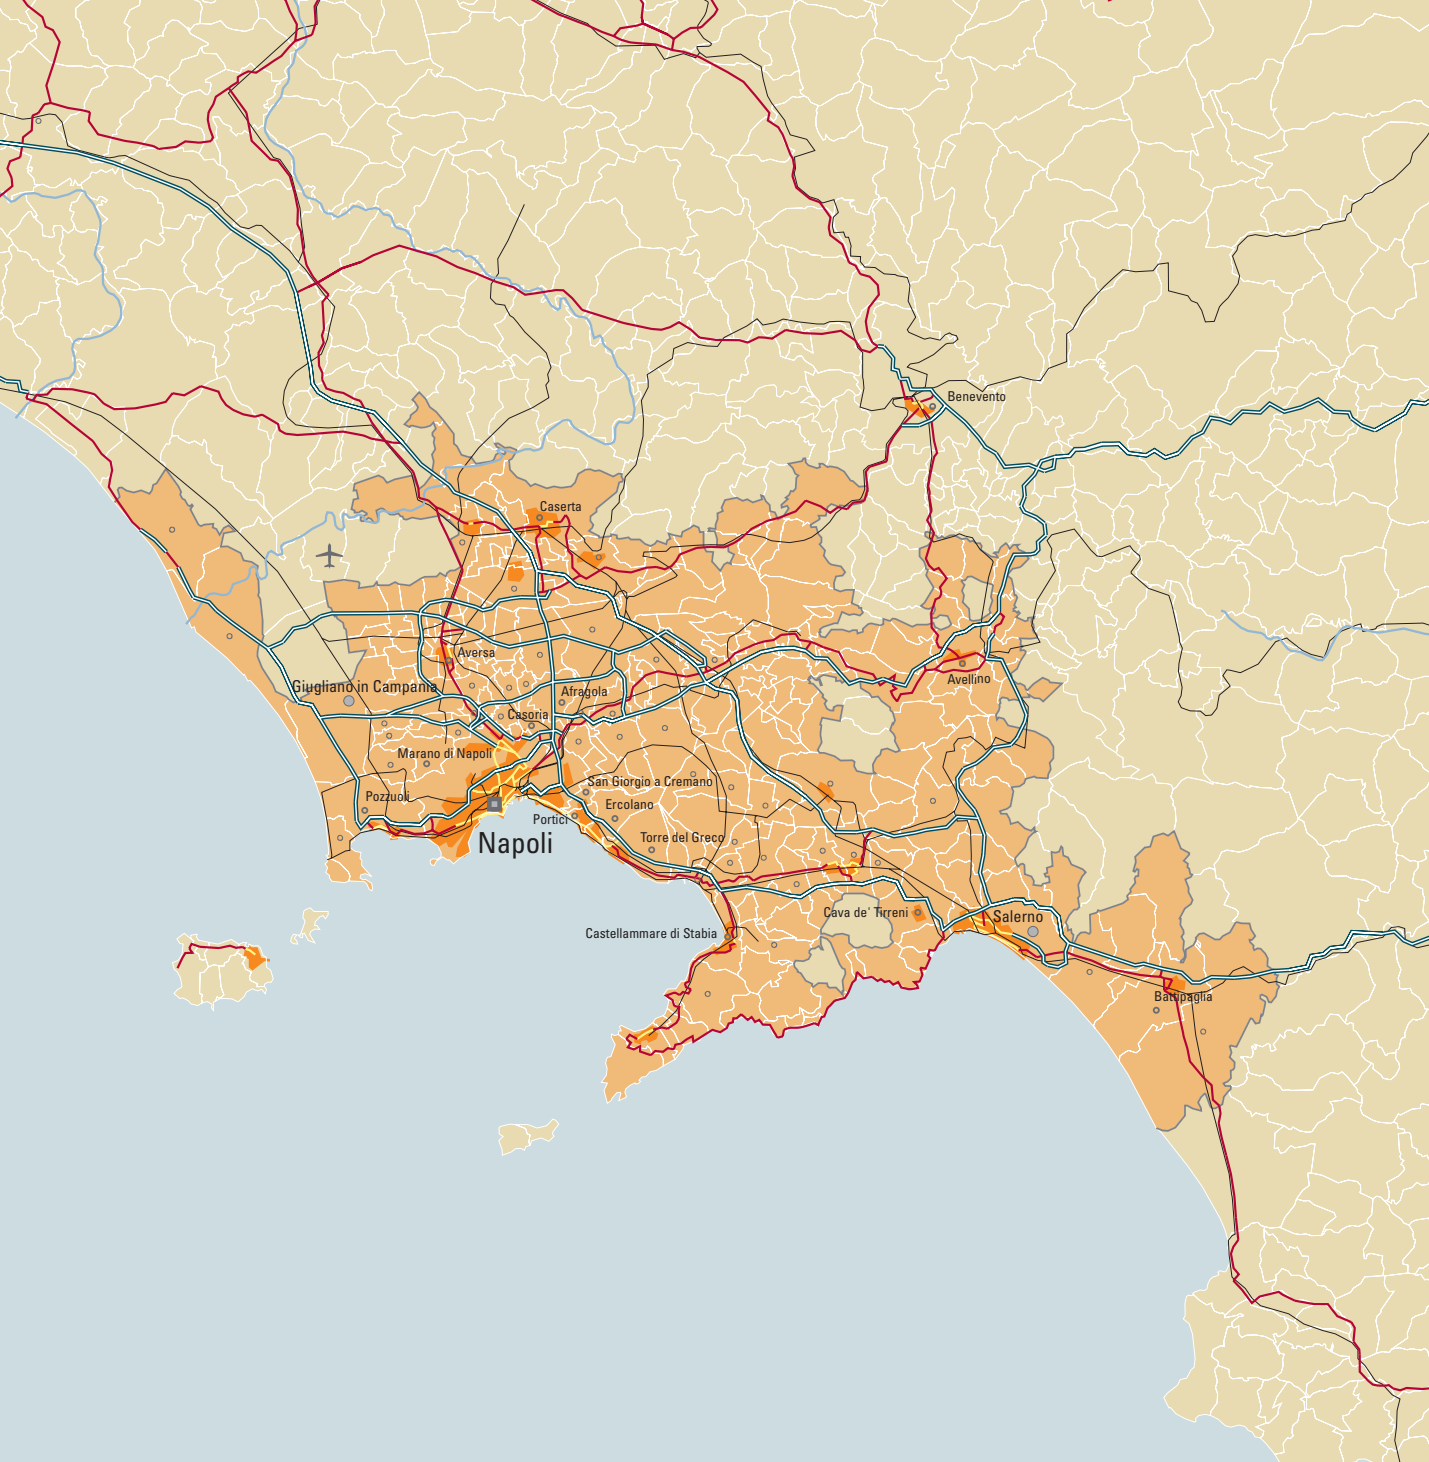 Benevento
Caserta
Aversa
Avellino
Giugliano in Campania
Afragola
Casoria
Marano di Napoli
San Giorgio a Cremano
Pozzuoli
Ercolano
Portici
Torre del Greco
Napoli
Cava de' Tirreni
Salerno
Castellammare di Stabia
Battipaglia